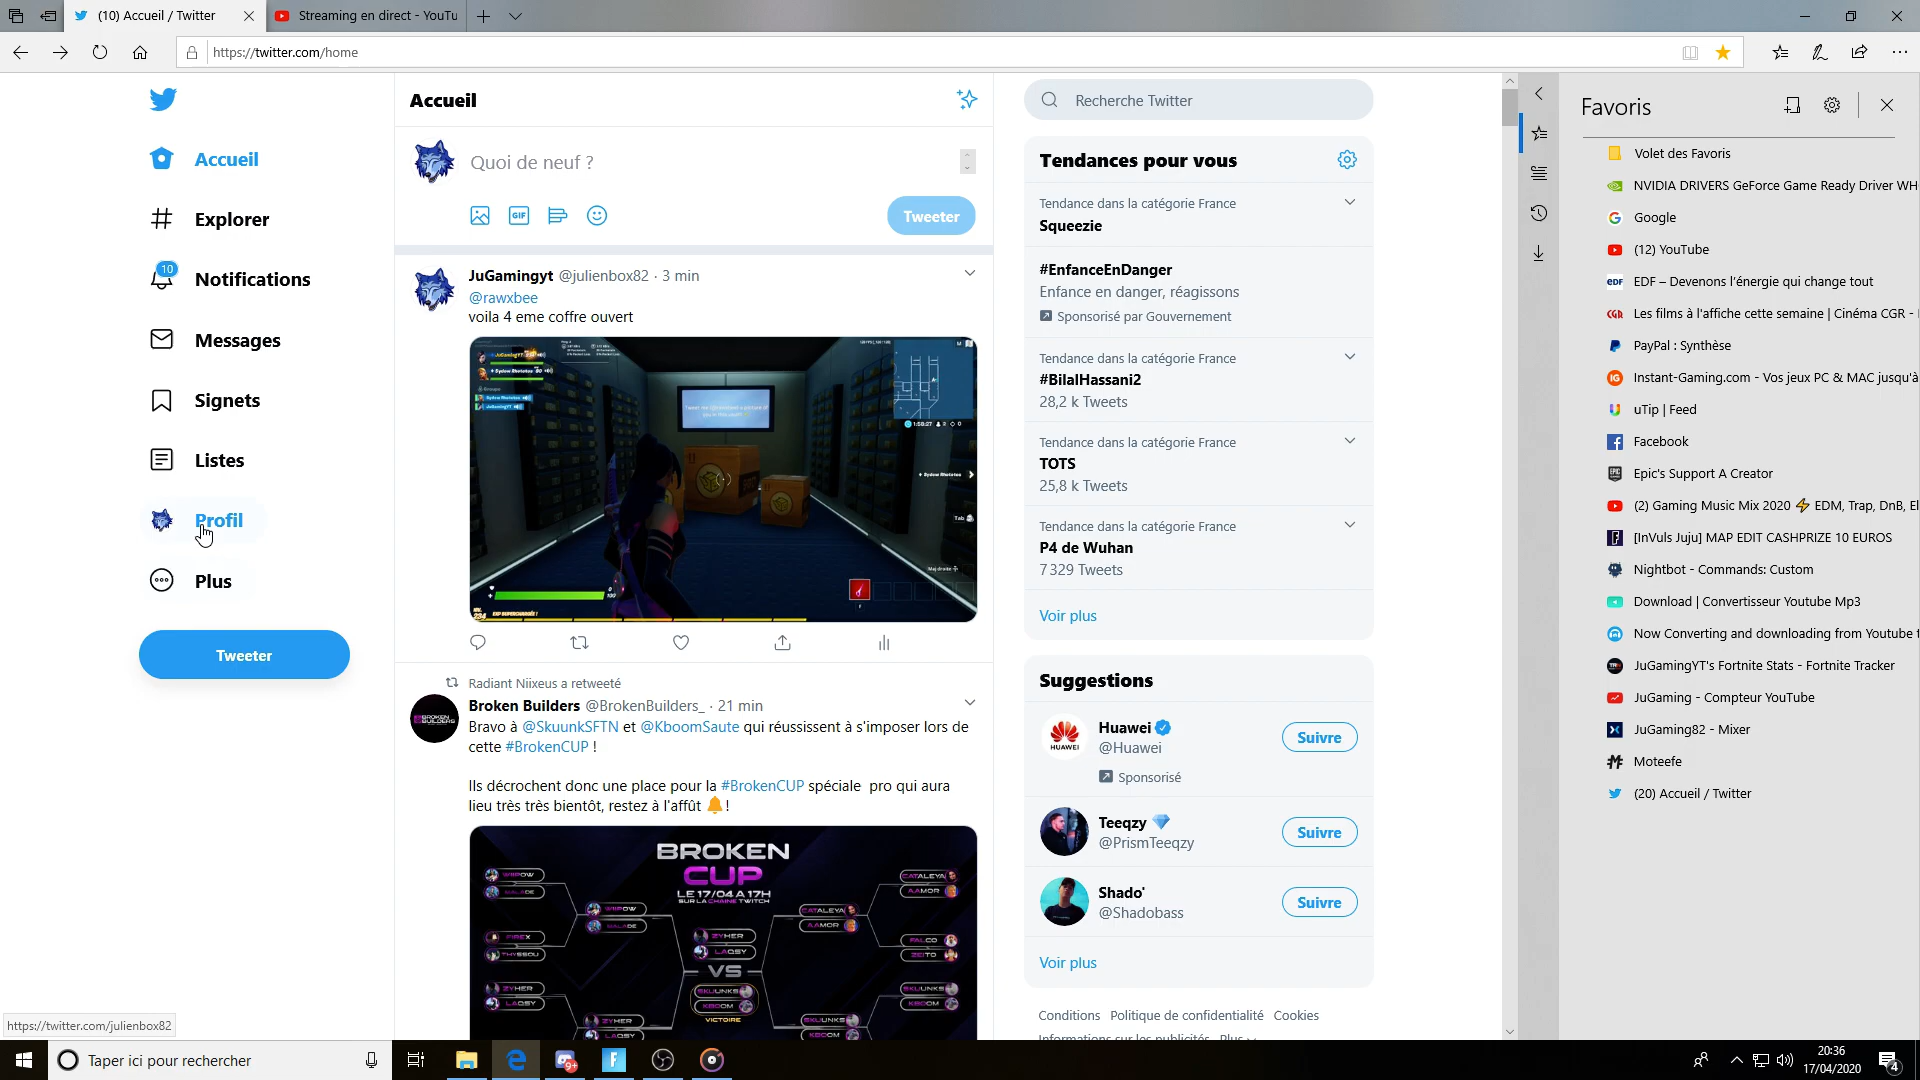 (10) Accueil / Twitter
Streaming en direct - YouTu
https://twitter.com/home
Accueil
Explorer
10
Notifications
Messages
Signets
Listes
Profil
Plus
Tweeter
https://twitter.com/julienbox82
Accueil
Quoi de neuf ?
GIF
Tweeter
JuGamingyt @julienbox82 · 3 min
@rawxbee
voila 4 eme coffre ouvert
Radiant Niixeus a retweeté
Broken Builders @BrokenBuilders_ · 21 min
Bravo à @SkuunkSFTN et @KboomSaute qui réussissent à s'imposer lors de
cette #BrokenCUP !
Ils décrochent donc une place pour la #BrokenCUP spéciale pro qui aura
lieu très très bientôt, restez à l'affût 🔔!
BROKEN
CUP
LE 17/04 A 17H
SUR LA CHAINE TWITCH
VS
VICTOIRE
Recherche Twitter
Tendances pour vous
Tendance dans la catégorie France
Squeezie
#EnfanceEnDanger
Enfance en danger, réagissons
Sponsorisé par Gouvernement
Tendance dans la catégorie France
#BilalHassani2
28,2 k Tweets
Tendance dans la catégorie France
TOTS
25,8 k Tweets
Tendance dans la catégorie France
P4 de Wuhan
7 329 Tweets
Voir plus
Suggestions
Huawei
@Huawei
Suivre
Sponsorisé
Teeqzy 💎
@PrismTeeqzy
Suivre
Shado'
@Shadobass
Suivre
Voir plus
Conditions Politique de confidentialité Cookies
Informations sur les publicités Plus
Favoris
Volet des Favoris
NVIDIA DRIVERS GeForce Game Ready Driver WH
Google
(12) YouTube
EDF – Devenons l'énergie qui change tout
Les films à l'affiche cette semaine | Cinéma CGR -
PayPal : Synthèse
Instant-Gaming.com - Vos jeux PC & MAC jusqu'à
uTip | Feed
Facebook
Epic's Support A Creator
(2) Gaming Music Mix 2020 ⚡ EDM, Trap, DnB, El
[InVuls Juju] MAP EDIT CASHPRIZE 10 EUROS
Nightbot - Commands: Custom
Download | Convertisseur Youtube Mp3
Now Converting and downloading from Youtube t
JuGamingYT's Fortnite Stats - Fortnite Tracker
JuGaming - Compteur YouTube
JuGaming82 - Mixer
Moteefe
(20) Accueil / Twitter
Taper ici pour rechercher
20:36
17/04/2020
4